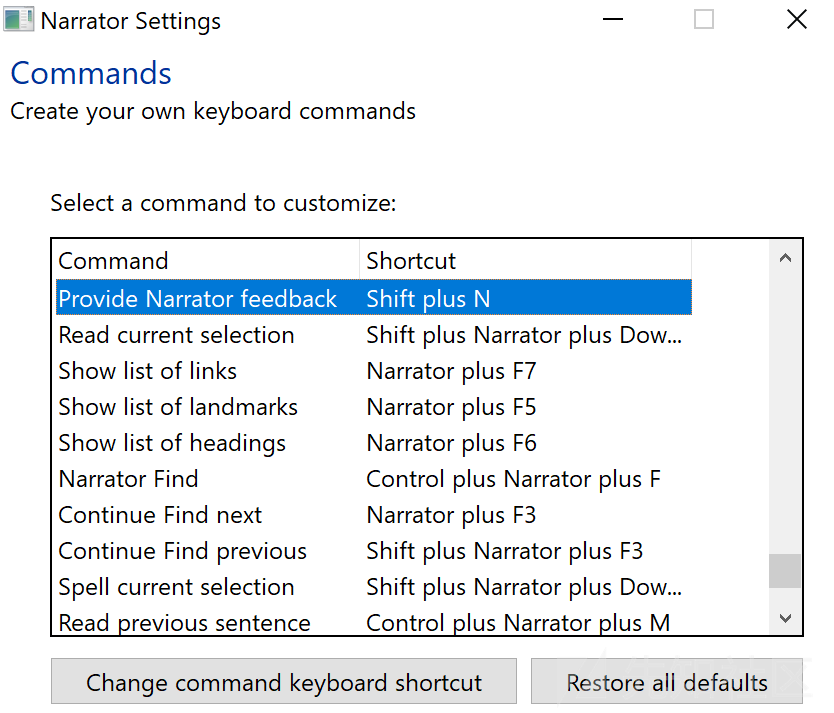 Narrator Settings
Commands
Create your own keyboard commands
Select a command to customize:
Command Shortcut
Provide Narrator feedback Shift plus N
Read current selection Shift plus Narrator plus Dow...
Show list of links Narrator plus F7
Show list of landmarks Narrator plus F5
Show list of headings Narrator plus F6
Narrator Find Control plus Narrator plus F
Continue Find next Narrator plus F3
Continue Find previous Shift plus Narrator plus F3
Spell current selection Shift plus Narrator plus Dow...
Read previous sentence Control plus Narrator plus M
Change command keyboard shortcut Restore all defaults